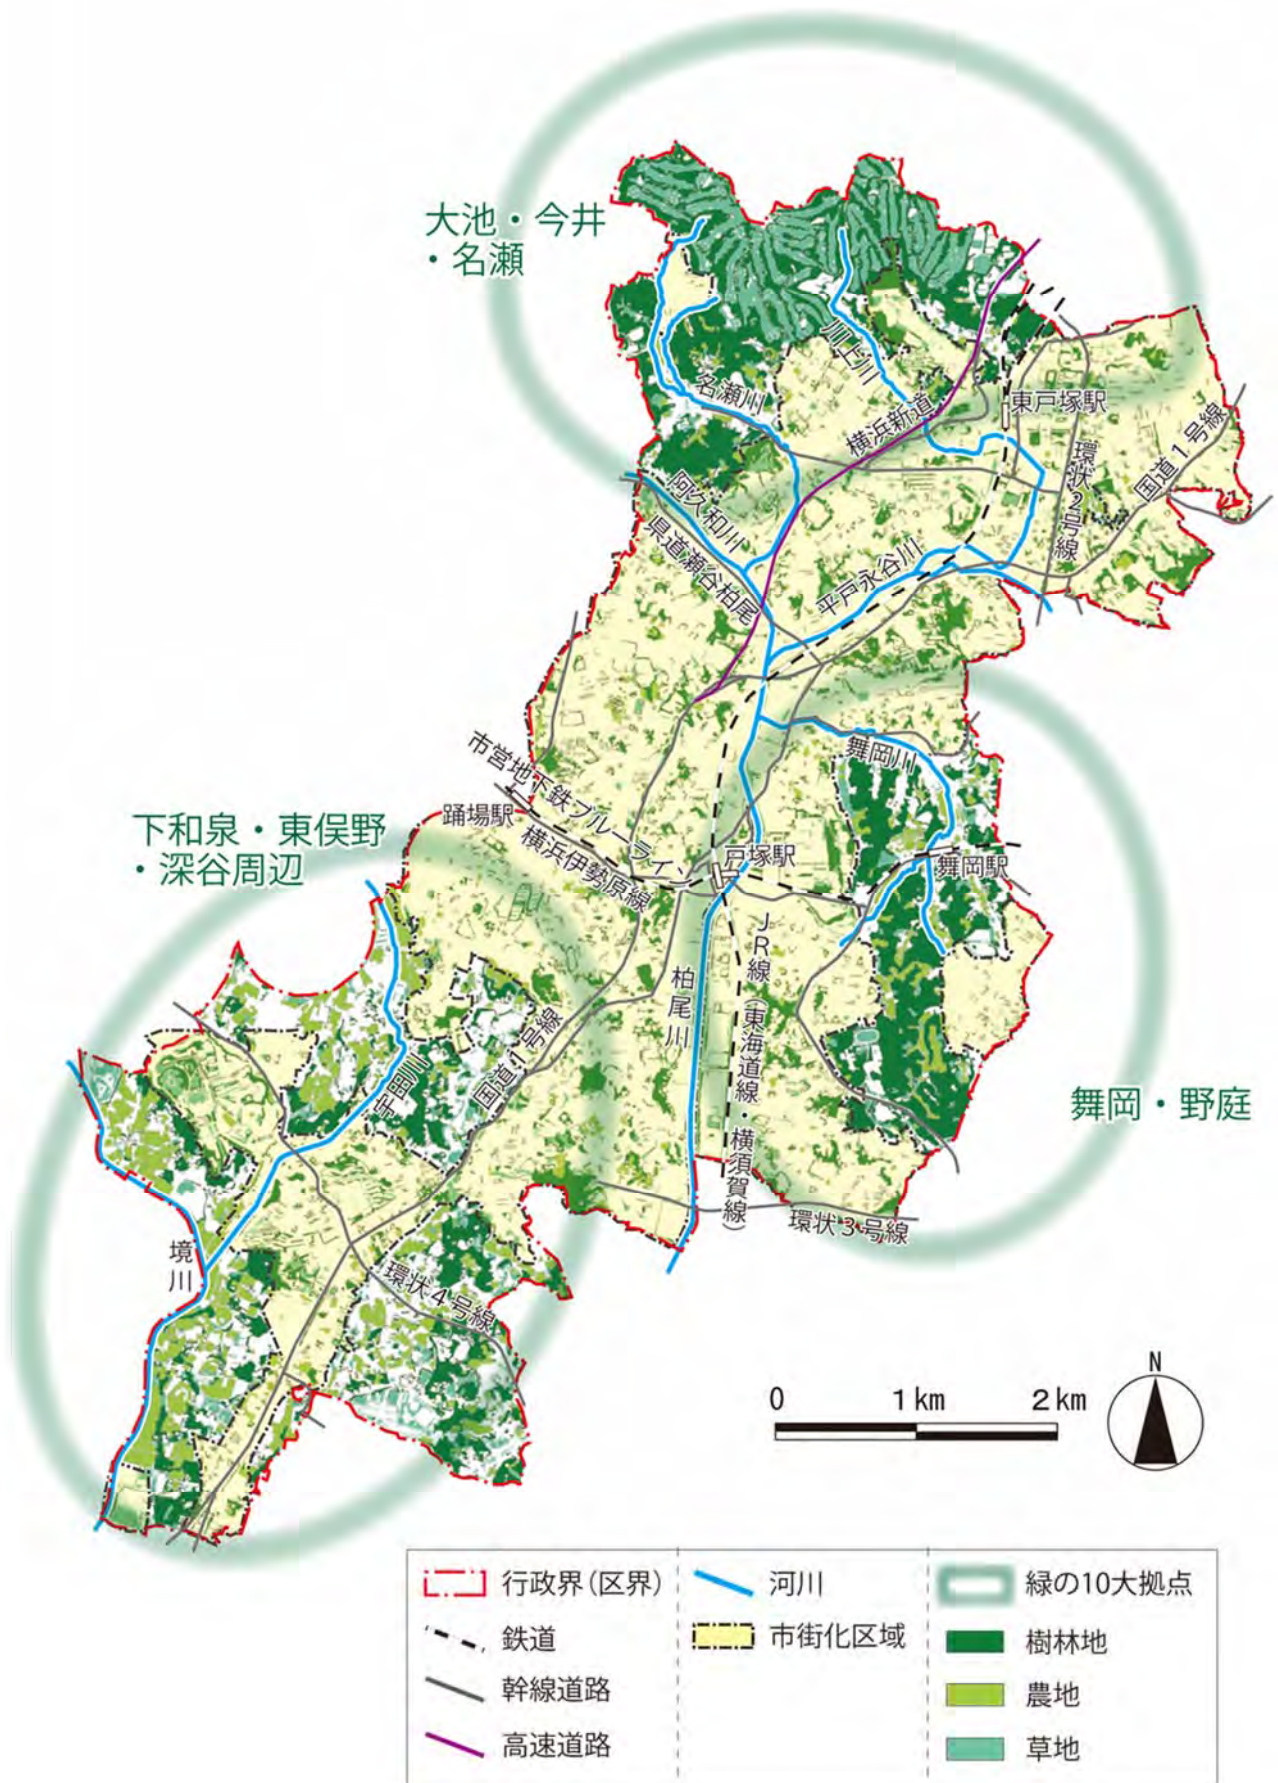 大池・今井
・名瀬
川上川
名瀬川
横浜新道
東戸塚駅
環状2号線
国道1号線
阿久和川
県道瀬谷柏尾
平戸永谷川
舞岡川
市営地下鉄ブルーライン
踊場駅
横浜伊勢原線
戸塚駅
舞岡駅
下和泉・東俣野
・深谷周辺
JR線(東海道線・横須賀線)
柏尾川
国道1号線
宇田川
舞岡・野庭
環状3号線
境川
環状4号線
N
0 1km 2km
行政界(区界)
河川
緑の10大拠点
鉄道
市街化区域
樹林地
幹線道路
農地
高速道路
草地